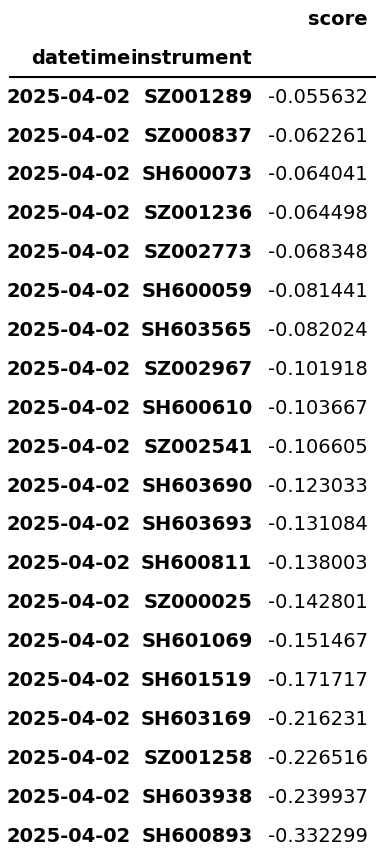 score
datetime instrument
2025-04-02 SZ001289 -0.055632
2025-04-02 SZ000837 -0.062261
2025-04-02 SH600073 -0.064041
2025-04-02 SZ001236 -0.064498
2025-04-02 SZ002773 -0.068348
2025-04-02 SH600059 -0.081441
2025-04-02 SH603565 -0.082024
2025-04-02 SZ002967 -0.101918
2025-04-02 SH600610 -0.103667
2025-04-02 SZ002541 -0.106605
2025-04-02 SH603690 -0.123033
2025-04-02 SH603693 -0.131084
2025-04-02 SH600811 -0.138003
2025-04-02 SZ000025 -0.142801
2025-04-02 SH601069 -0.151467
2025-04-02 SH601519 -0.171717
2025-04-02 SH603169 -0.216231
2025-04-02 SZ001258 -0.226516
2025-04-02 SH603938 -0.239937
2025-04-02 SH600893 -0.332299